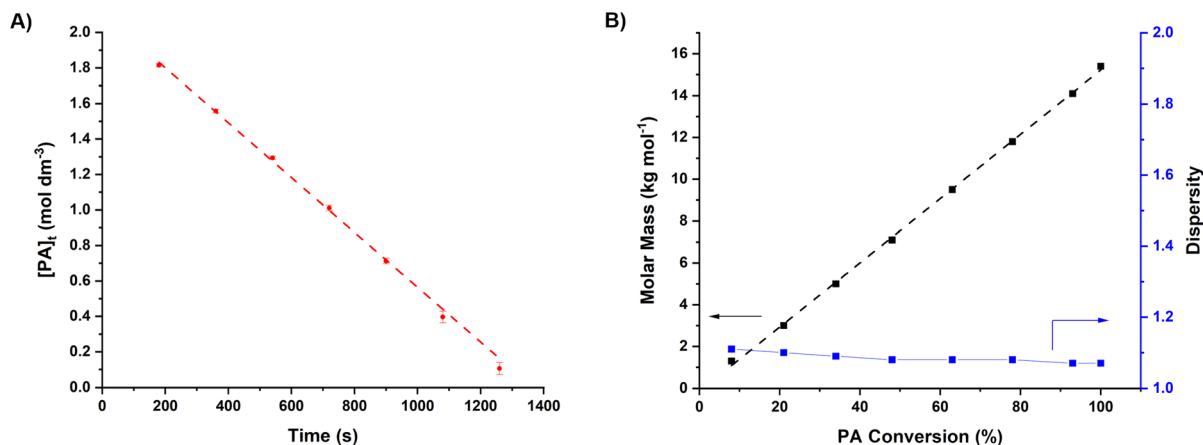 A)
2.0
1.8
1.6
1.4
1.2
1.0
0.8
0.6
0.4
0.2
0.0
[PA]t (mol dm-3)
0 200 400 600 800 1000 1200 1400
Time (s)
B)
16
14
12
10
8
6
4
2
0
Molar Mass (kg mol-1)
0 20 40 60 80 100
PA Conversion (%)
2.0
1.8
1.6
1.4
1.2
1.0
Dispersity